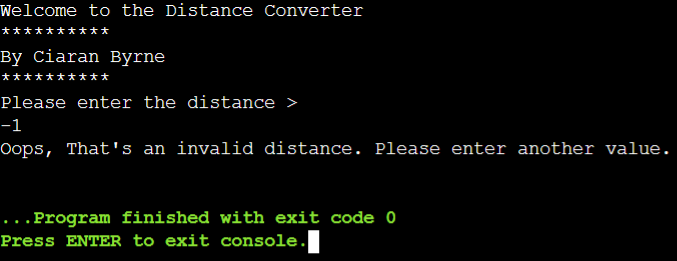 Welcome to the Distance Converter
**********
By Ciaran Byrne
**********
Please enter the distance >
-1
Oops, That's an invalid distance. Please enter another value.
...Program finished with exit code 0
Press ENTER to exit console.